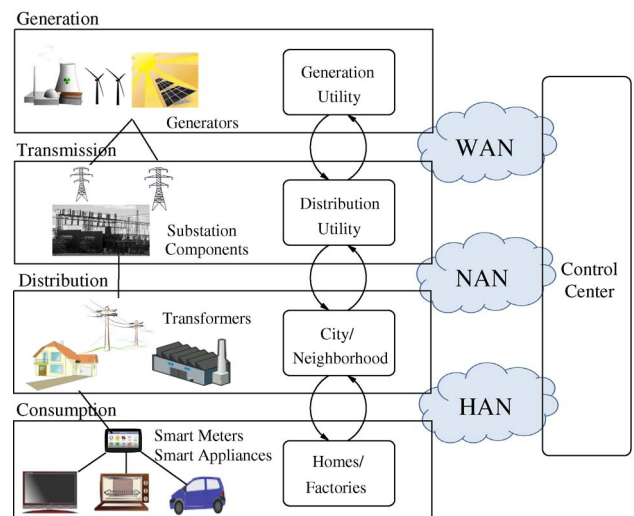 Generation
Generation
Utility
Generators
WAN
Transmission
Distribution
Utility
Substation
Components
NAN
Control
Center
Distribution
Transformers
City/
Neighborhood
HAN
Consumption
Smart Meters
Smart Appliances
Homes/
Factories